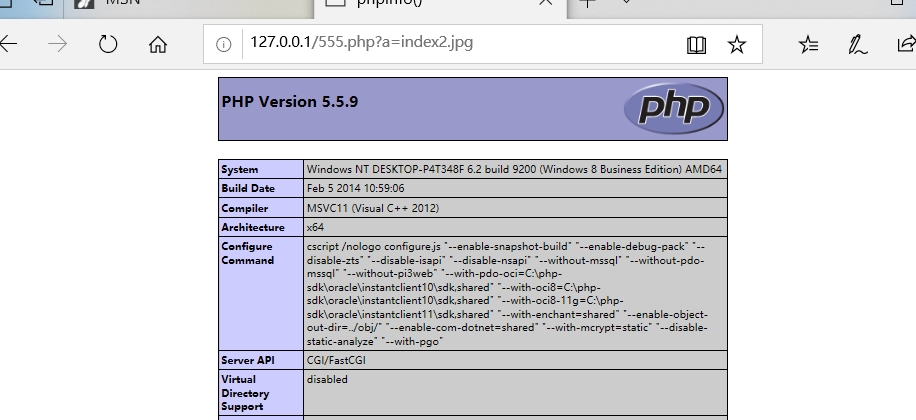 MSN
phpinfo()
127.0.0.1/555.php?a=index2.jpg
PHP Version 5.5.9
php
System Windows NT DESKTOP-P4T348F 6.2 build 9200 (Windows 8 Business Edition) AMD64
Build Date Feb 5 2014 10:59:06
Compiler MSVC11 (Visual C++ 2012)
Architecture x64
Configure Command cscript /nologo configure.js "--enable-snapshot-build" "--enable-debug-pack" "--
disable-zts" "--disable-isapi" "--disable-nsapi" "--without-mssql" "--without-pdo-
mssql" "--without-pi3web" "--with-pdo-oci=C:\php-
sdk\oracle\instantclient10\sdk,shared" "--with-oci8=C:\php-
sdk\oracle\instantclient10\sdk,shared" "--with-oci8-11g=C:\php-
sdk\oracle\instantclient11\sdk,shared" "--with-enchant=shared" "--enable-object-
out-dir=../obj/" "--enable-com-dotnet=shared" "--with-mcrypt=static" "--disable-
static-analyze" "--with-pgo"
Server API CGI/FastCGI
Virtual Directory Support disabled